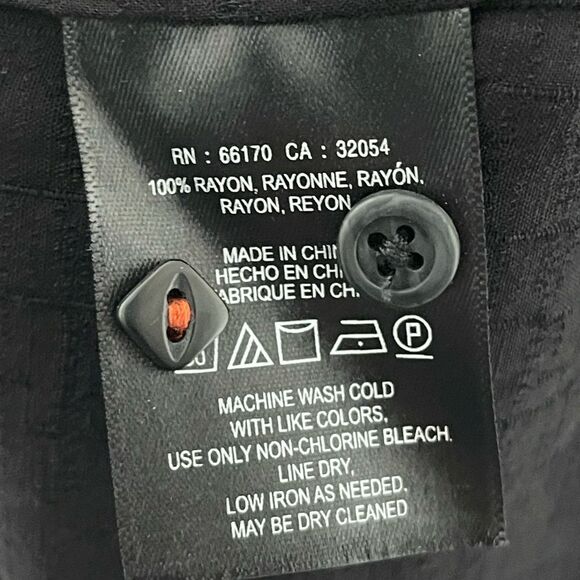 RN : 66170 CA : 32054
100% RAYON, RAYONNE, RAYÓN,
RAYON, REYON
MADE IN
HECHO EN
EN
P
MACHINE WASH COLD
WITH LIKE COLORS,
USE ONLY NON-CHLORINE BLEACH.
LINE DRY,
LOW IRON AS NEEDED.
MAY BE DRY CLEANED